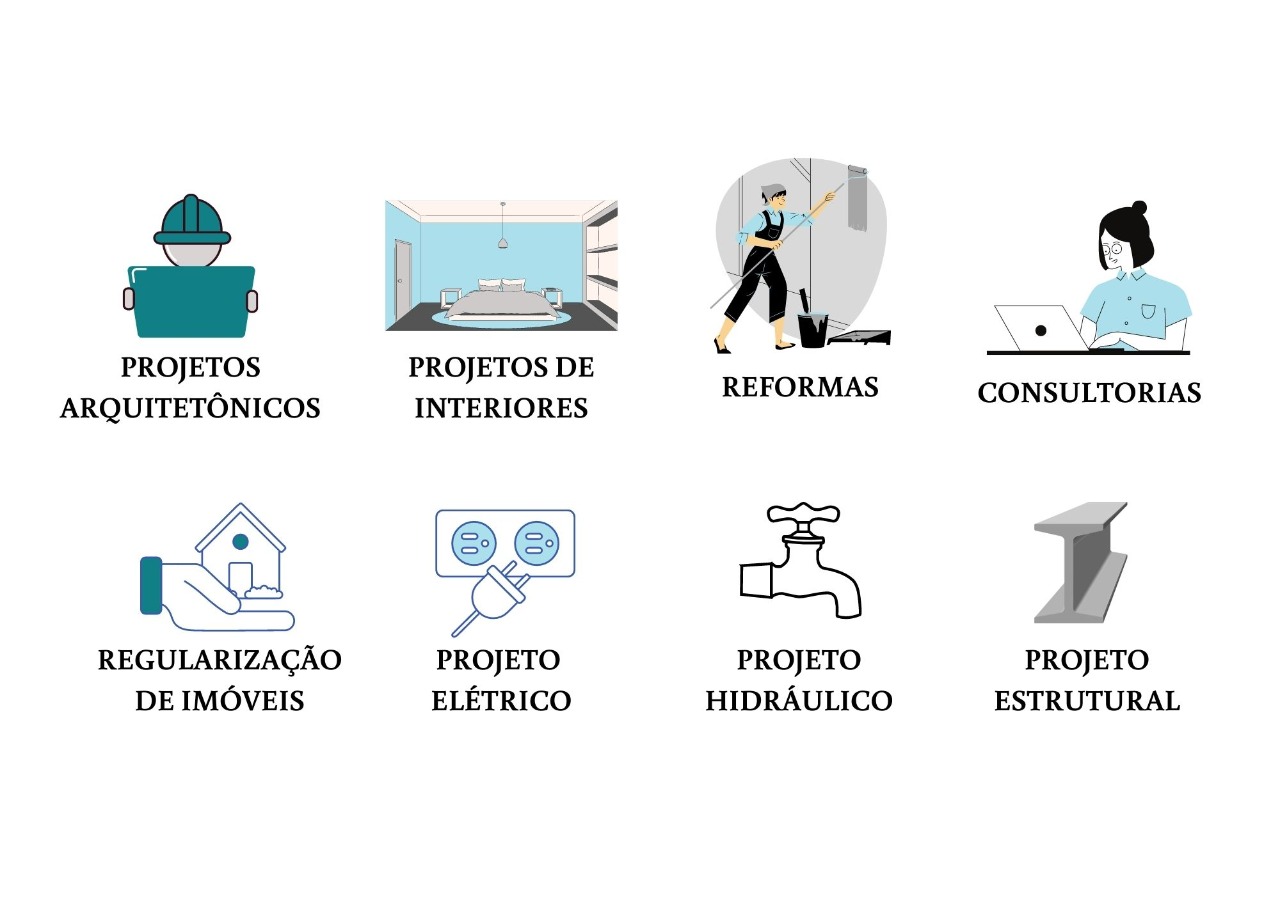 PROJETOS
ARQUITETÔNICOS
PROJETOS DE
INTERIORES
REFORMAS
CONSULTORIAS
REGULARIZAÇÃO
DE IMÓVEIS
PROJETO
ELÉTRICO
PROJETO
HIDRÁULICO
PROJETO
ESTRUTURAL